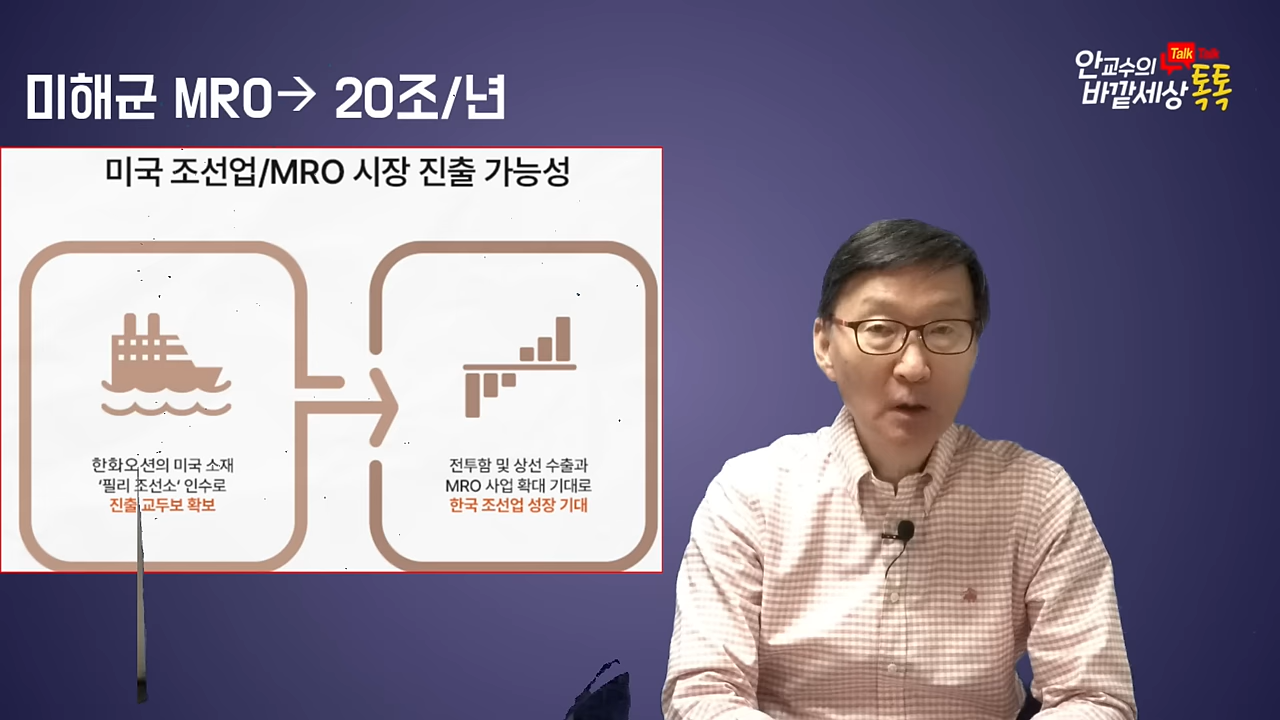 미해군 MRO→ 20조/년
안교수의 Talk Talk
바깥세상 톡톡
미국 조선업/MRO 시장 진출 가능성
한화오션의 미국 소재
‘필리 조선소’ 인수로
진출 교두보 확보
전투함 및 상선 수출과
MRO 사업 확대 기대로
한국 조선업 성장 기대